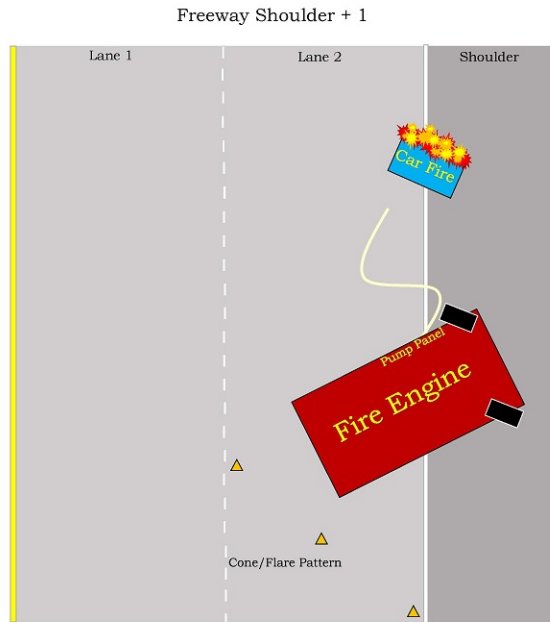 Freeway Shoulder + 1
Lane 1
Lane 2
Shoulder
Car Fire
Pump Panel
Fire Engine
Cone/Flare Pattern